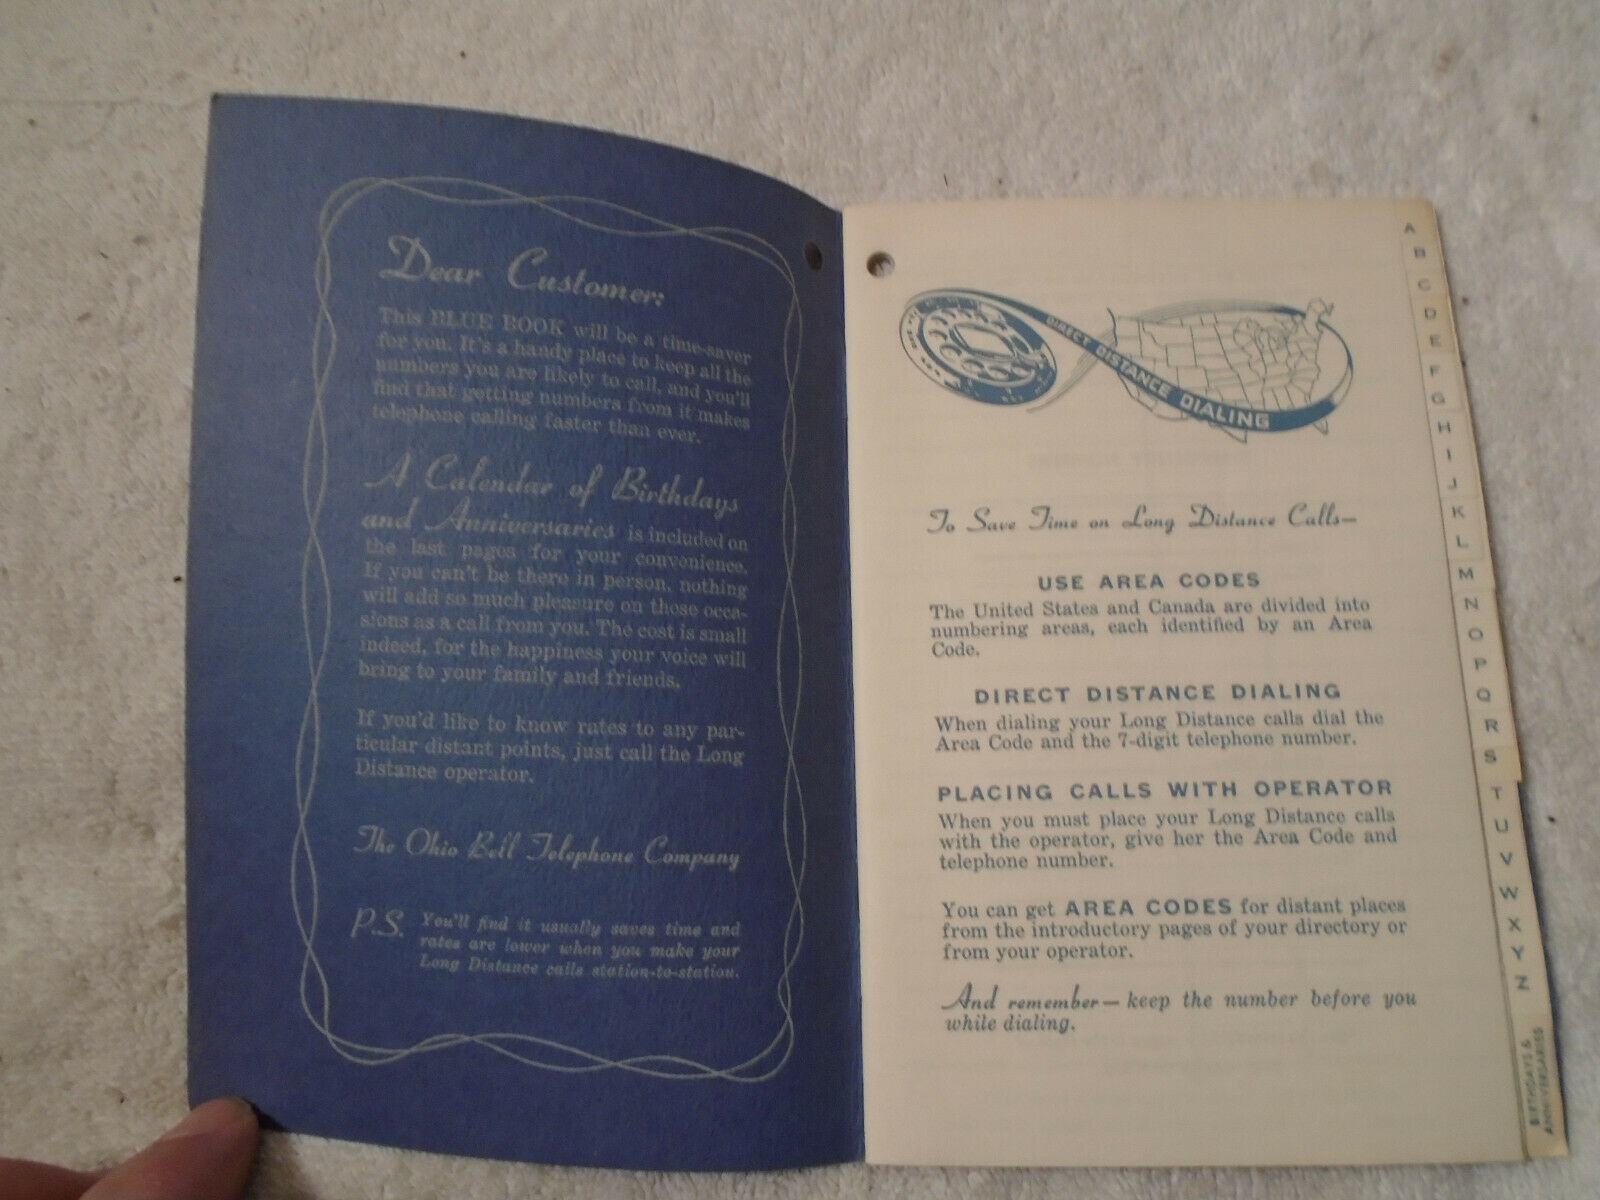 Dear Customer:
This BLUE BOOK will be a time-saver
for you. It's a handy place to keep all the
numbers you are likely to call, and you'll
find that getting numbers from it makes
telephone calling faster than ever.
A Calendar of Birthdays
and Anniversaries is included on
the last pages for your convenience.
If you can't be there in person, nothing
will add so much pleasure on those occa-
sions as a call from you. The cost is small
indeed, for the happiness your voice will
bring to your family and friends.
If you'd like to know rates to any par-
ticular distant points, just call the Long
Distance operator.
The Ohio Bell Telephone Company
P.S. You'll find it usually saves time and
rates are lower when you make your
Long Distance calls station-to-station.
DIRECT DISTANCE DIALING
To Save Time on Long Distance Calls—
USE AREA CODES
The United States and Canada are divided into
numbering areas, each identified by an Area
Code.
DIRECT DISTANCE DIALING
When dialing your Long Distance calls dial the
Area Code and the 7-digit telephone number.
PLACING CALLS WITH OPERATOR
When you must place your Long Distance calls
with the operator, give her the Area Code and
telephone number.
You can get AREA CODES for distant places
from the introductory pages of your directory or
from your operator.
And remember— keep the number before you
while dialing.
A
B
C
D
E
F
G
H
I
J
K
L
M
N
O
P
Q
R
S
T
U
V
W
X
Y
Z
BIRTHDAYS &
ANNIVERSARIES